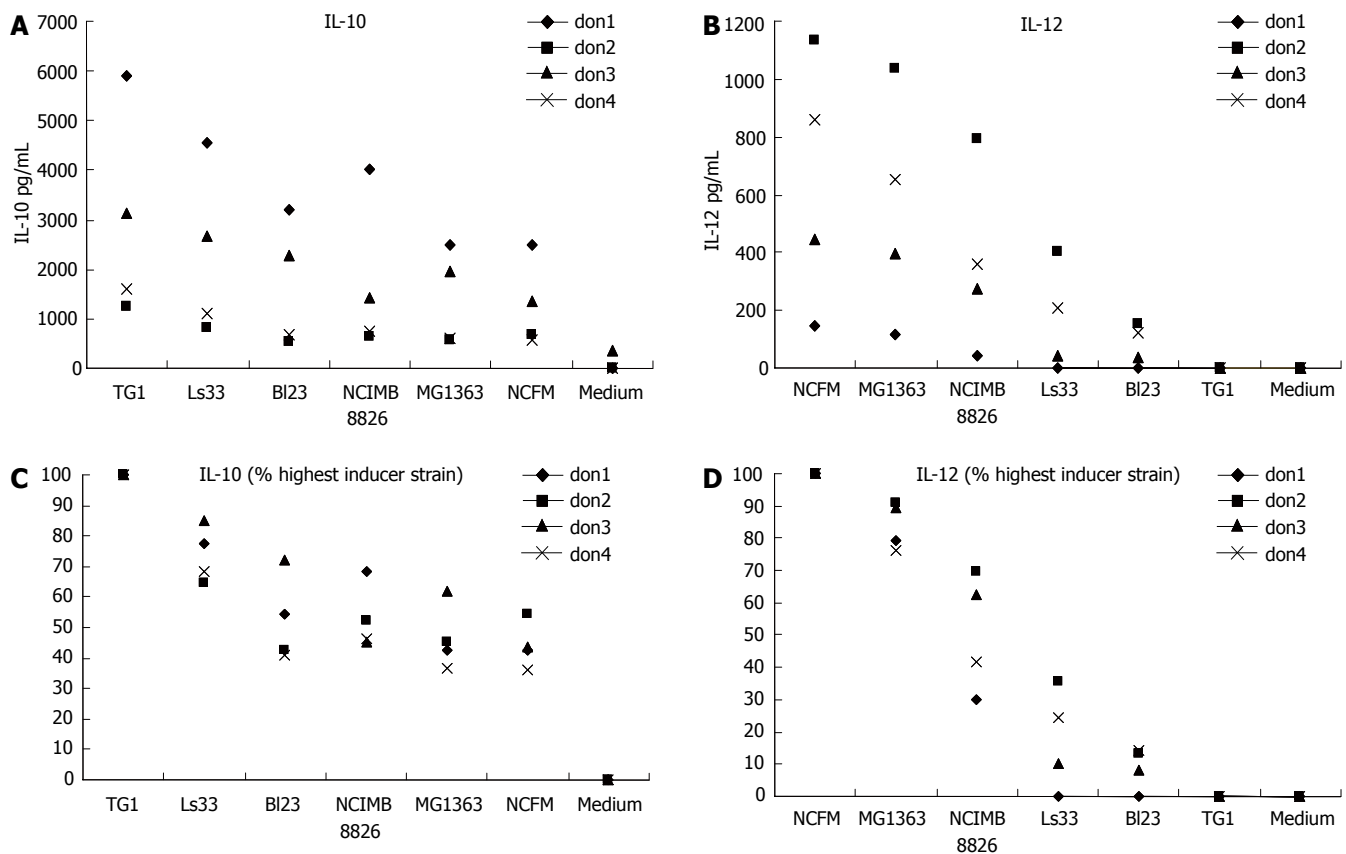 A
IL-10
don1
don2
don3
don4
IL-10 pg/mL
7000
6000
5000
4000
3000
2000
1000
0
TG1 Ls33 Bl23 NCIMB MG1363 NCFM Medium
8826
B
IL-12
don1
don2
don3
don4
IL-12 pg/mL
1200
1000
800
600
400
200
0
NCFM MG1363 NCIMB Ls33 Bl23 TG1 Medium
8826
C
IL-10 (% highest inducer strain)
don1
don2
don3
don4
100
90
80
70
60
50
40
30
20
10
0
TG1 Ls33 Bl23 NCIMB MG1363 NCFM Medium
8826
D
IL-12 (% highest inducer strain)
don1
don2
don3
don4
100
90
80
70
60
50
40
30
20
10
0
NCFM MG1363 NCIMB Ls33 Bl23 TG1 Medium
8826